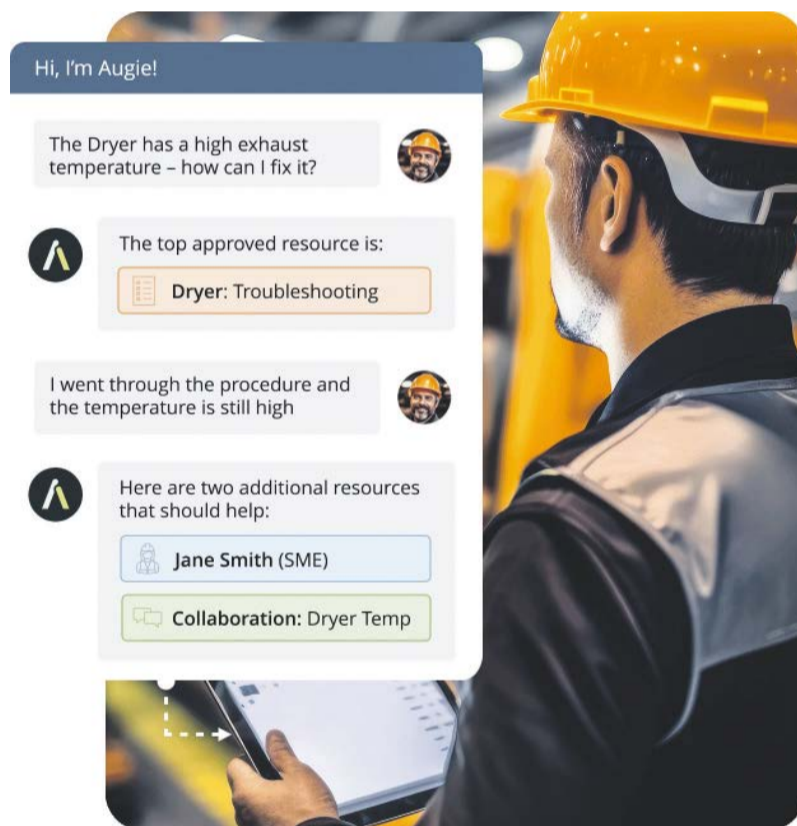 Hi, I'm Augie!
The Dryer has a high exhaust
temperature – how can I fix it?
The top approved resource is:
Dryer: Troubleshooting
I went through the procedure and
the temperature is still high
Here are two additional resources
that should help:
Jane Smith (SME)
Collaboration: Dryer Temp